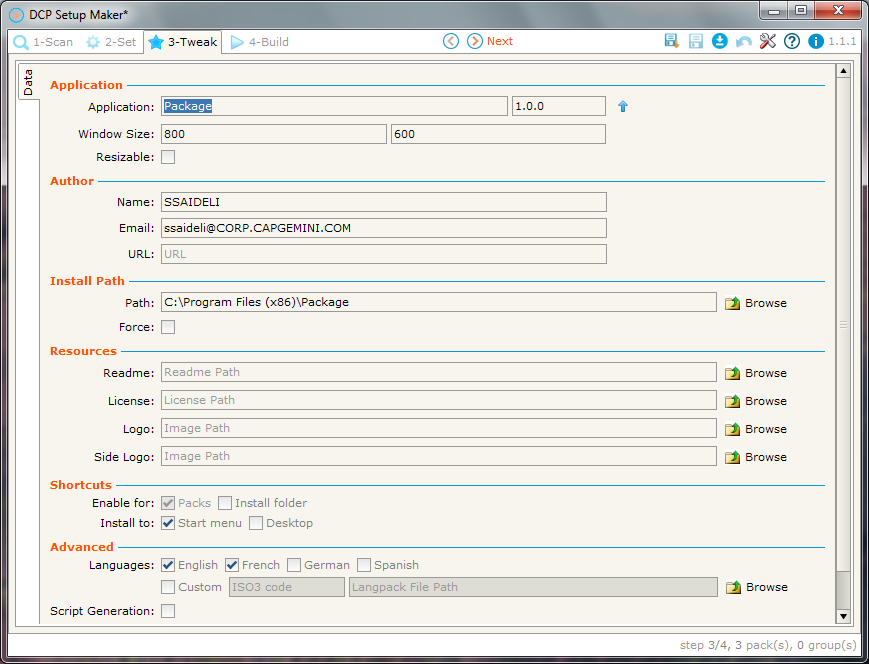 DCP Setup Maker*
1-Scan 2-Set 3-Tweak 4-Build Next 1.1.1
Data
Application
Application: Package 1.0.0
Window Size: 800 600
Resizable:
Author
Name: SSAIDELI
Email: ssaideli@CORP.CAPGEMINI.COM
URL: URL
Install Path
Path: C:\Program Files (x86)\Package Browse
Force:
Resources
Readme: Readme Path Browse
License: License Path Browse
Logo: Image Path Browse
Side Logo: Image Path Browse
Shortcuts
Enable for: Packs Install folder
Install to: Start menu Desktop
Advanced
Languages: English French German Spanish
Custom ISO3 code Langpack File Path Browse
Script Generation:
step 3/4, 3 pack(s), 0 group(s)